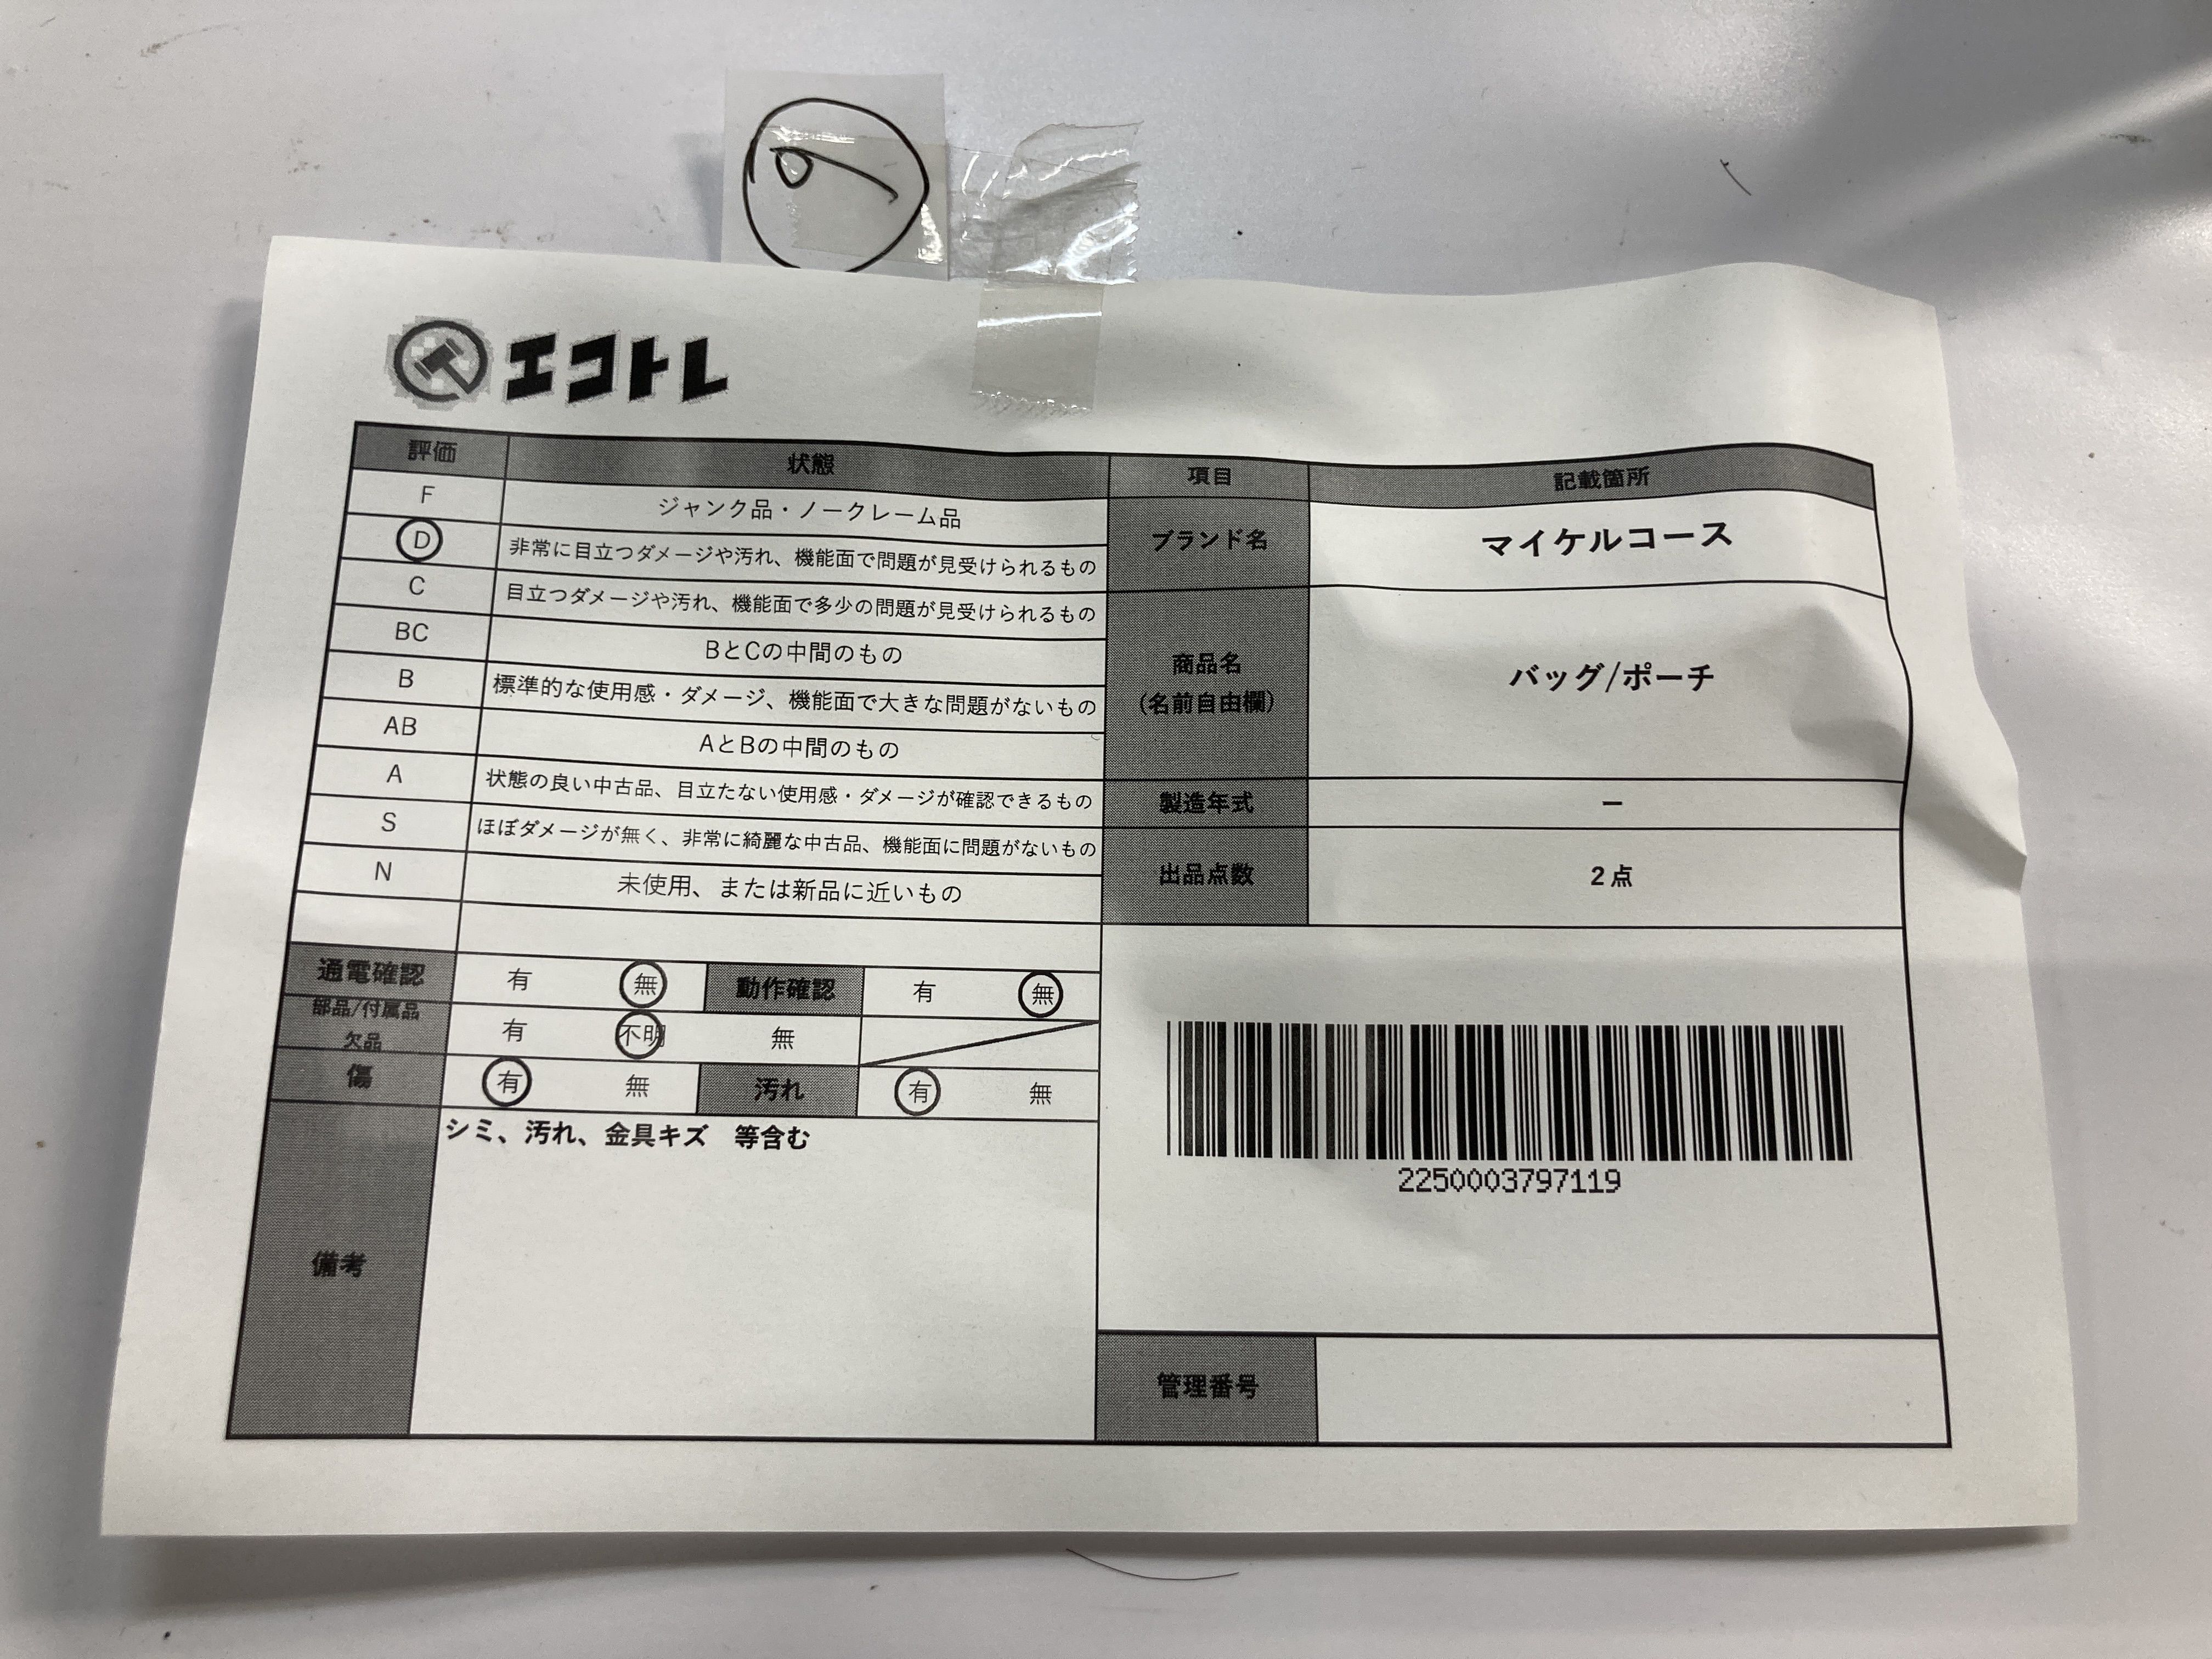 エコトレ
評価 状態 項目 記載箇所
F ジャンク品・ノークレーム品
D 非常に目立つダメージや汚れ、機能面で問題が見受けられるもの
C 目立つダメージや汚れ、機能面で多少の問題が見受けられるもの
BC BとCの中間のもの
B 標準的な使用感・ダメージ、機能面で大きな問題がないもの
AB AとBの中間のもの
A 状態の良い中古品、目立たない使用感・ダメージが確認できるもの
S ほぼダメージが無く、非常に綺麗な中古品、機能面に問題がないもの
N 未使用、または新品に近いもの
ブランド名 マイケルコース
商品名
(名前自由欄)
バッグ/ポーチ
製造年式 ー
出品点数 2点
通電確認 有 無 動作確認 有 無
部品/付属品
欠品
有 不明 無
傷 有 無 汚れ 有 無
備考
シミ、汚れ、金具キズ 等含む
2250003797119
管理番号